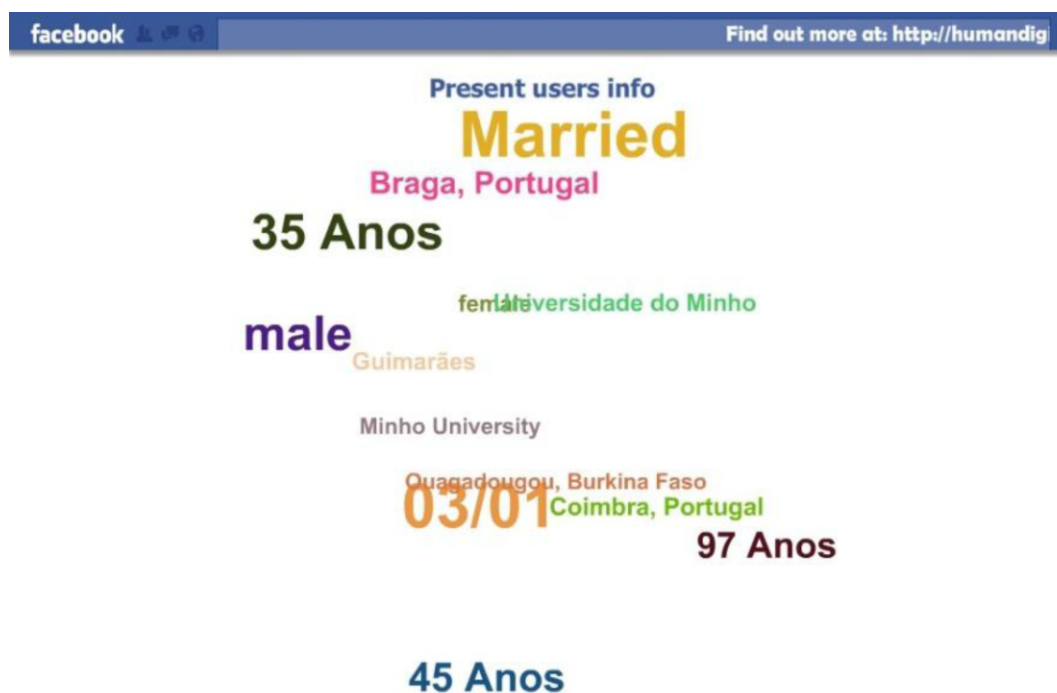 facebook
Find out more at: http://humandig
Present users info
Married
Braga, Portugal
35 Anos
female
Universidade do Minho
male
Guimarães
Minho University
Ouagadougou, Burkina Faso
03/01
Coimbra, Portugal
97 Anos
45 Anos